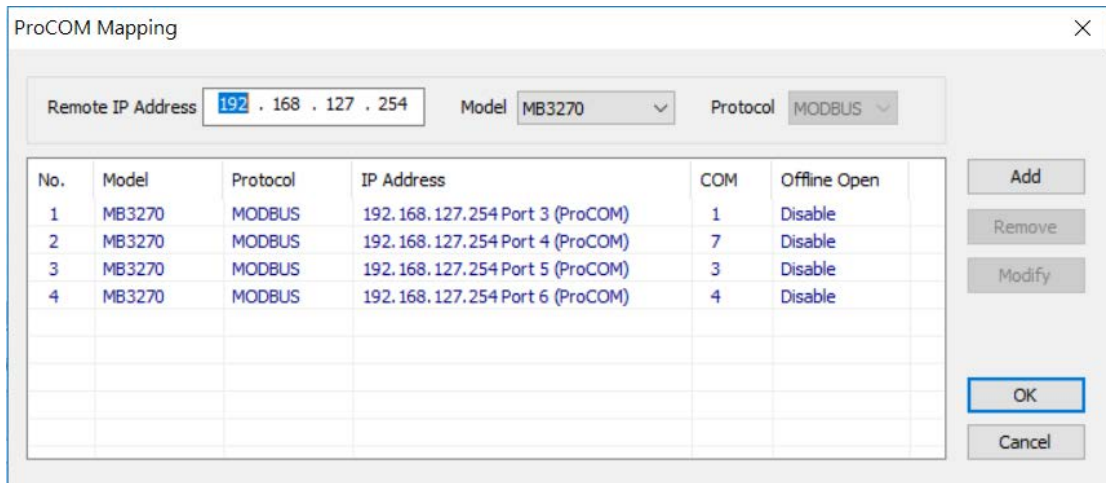 ProCOM Mapping
Remote IP Address 192 . 168 . 127 . 254 Model MB3270 Protocol MODBUS
No. Model Protocol IP Address COM Offline Open
1 MB3270 MODBUS 192.168.127.254 Port 3 (ProCOM) 1 Disable
2 MB3270 MODBUS 192.168.127.254 Port 4 (ProCOM) 7 Disable
3 MB3270 MODBUS 192.168.127.254 Port 5 (ProCOM) 3 Disable
4 MB3270 MODBUS 192.168.127.254 Port 6 (ProCOM) 4 Disable
Add
Remove
Modify
OK
Cancel